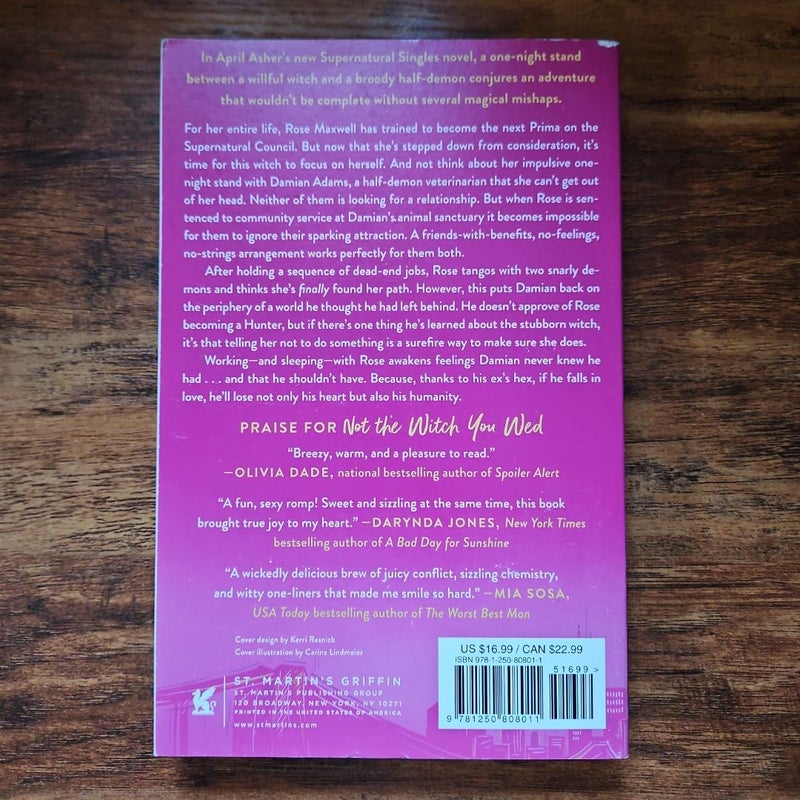 In April Asher's new Supernatural Singles novel, a one-night stand
between a willful witch and a broody half-demon conjures an adventure
that wouldn't be complete without several magical mishaps.
For her entire life, Rose Maxwell has trained to become the next Prima on the
Supernatural Council. But now that she's stepped down from consideration, it's
time for this witch to focus on herself. And not think about her impulsive one-
night stand with Damian Adams, a half-demon veterinarian that she can't get out
of her head. Neither of them is looking for a relationship. But when Rose is sen-
tenced to community service at Damian's animal sanctuary it becomes impossible
for them to ignore their sparking attraction. A friends-with-benefits, no-feelings,
no-strings arrangement works perfectly for them both.
After holding a sequence of dead-end jobs, Rose tangos with two snarly de-
mons and thinks she's finally found her path. However, this puts Damian back on
the periphery of a world he thought he had left behind. He doesn't approve of Rose
becoming a Hunter, but if there's one thing he's learned about the stubborn witch,
it's that telling her not to do something is a surefire way to make sure she does.
Working—and sleeping—with Rose awakens feelings Damian never knew he
had . . . and that he shouldn't have. Because, thanks to his ex's hex, if he falls in
love, he'll lose not only his heart but also his humanity.
PRAISE FOR Not the Witch You Wed
"Breezy, warm, and a pleasure to read."
—OLIVIA DADE, national bestselling author of Spoiler Alert
"A fun, sexy romp! Sweet and sizzling at the same time, this book
brought true joy to my heart." —DARYNDA JONES, New York Times
bestselling author of A Bad Day for Sunshine
"A wickedly delicious brew of juicy conflict, sizzling chemistry,
and witty one-liners that made me smile so hard." —MIA SOSA,
USA Today bestselling author of The Worst Best Man
Cover design by Kerri Resnick
Cover illustration by Carina Lindmeier
ST. MARTIN'S GRIFFIN
ST. MARTIN'S PUBLISHING GROUP
120 BROADWAY, NEW YORK, NY 10271
PRINTED IN THE UNITED STATES OF AMERICA
www.stmartins.com
US $16.99 / CAN $22.99
ISBN 978-1-250-80801-1
51699 >
9 781250 808011